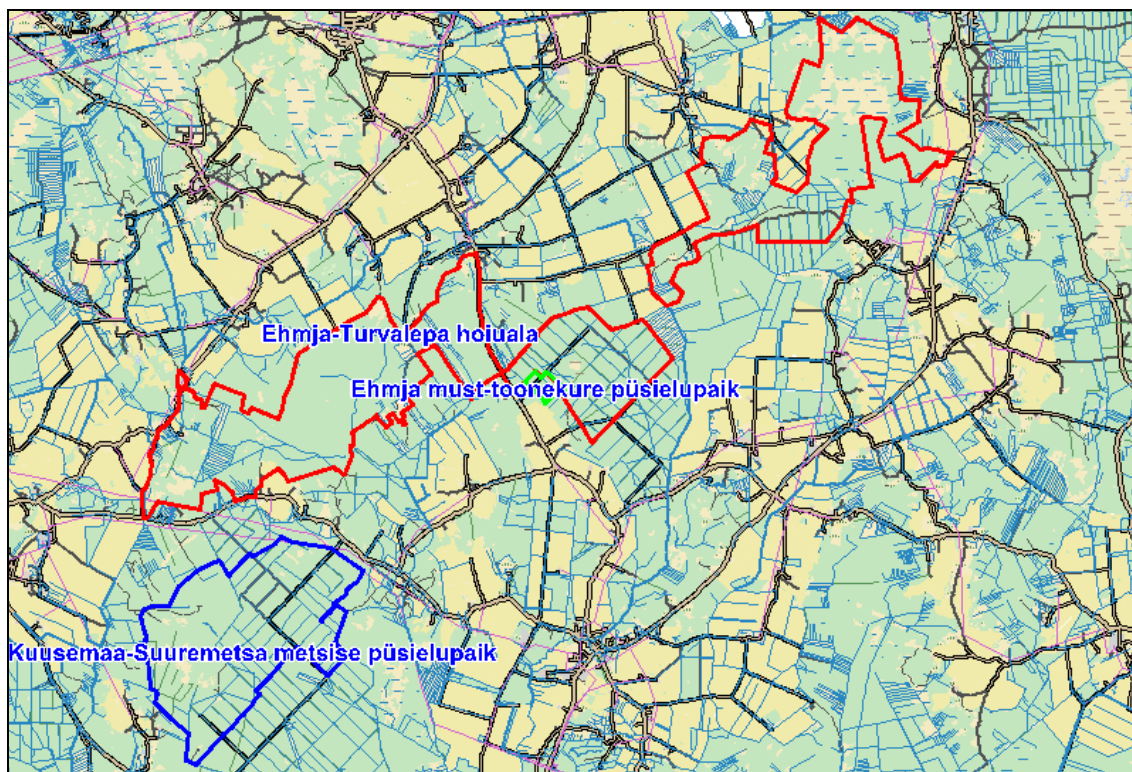 Ehmja-Turvalepa hoiuala
Ehmja must-toonekure püsielupaik
Kuusemaa-Suuremetsa metsise püsielupaik